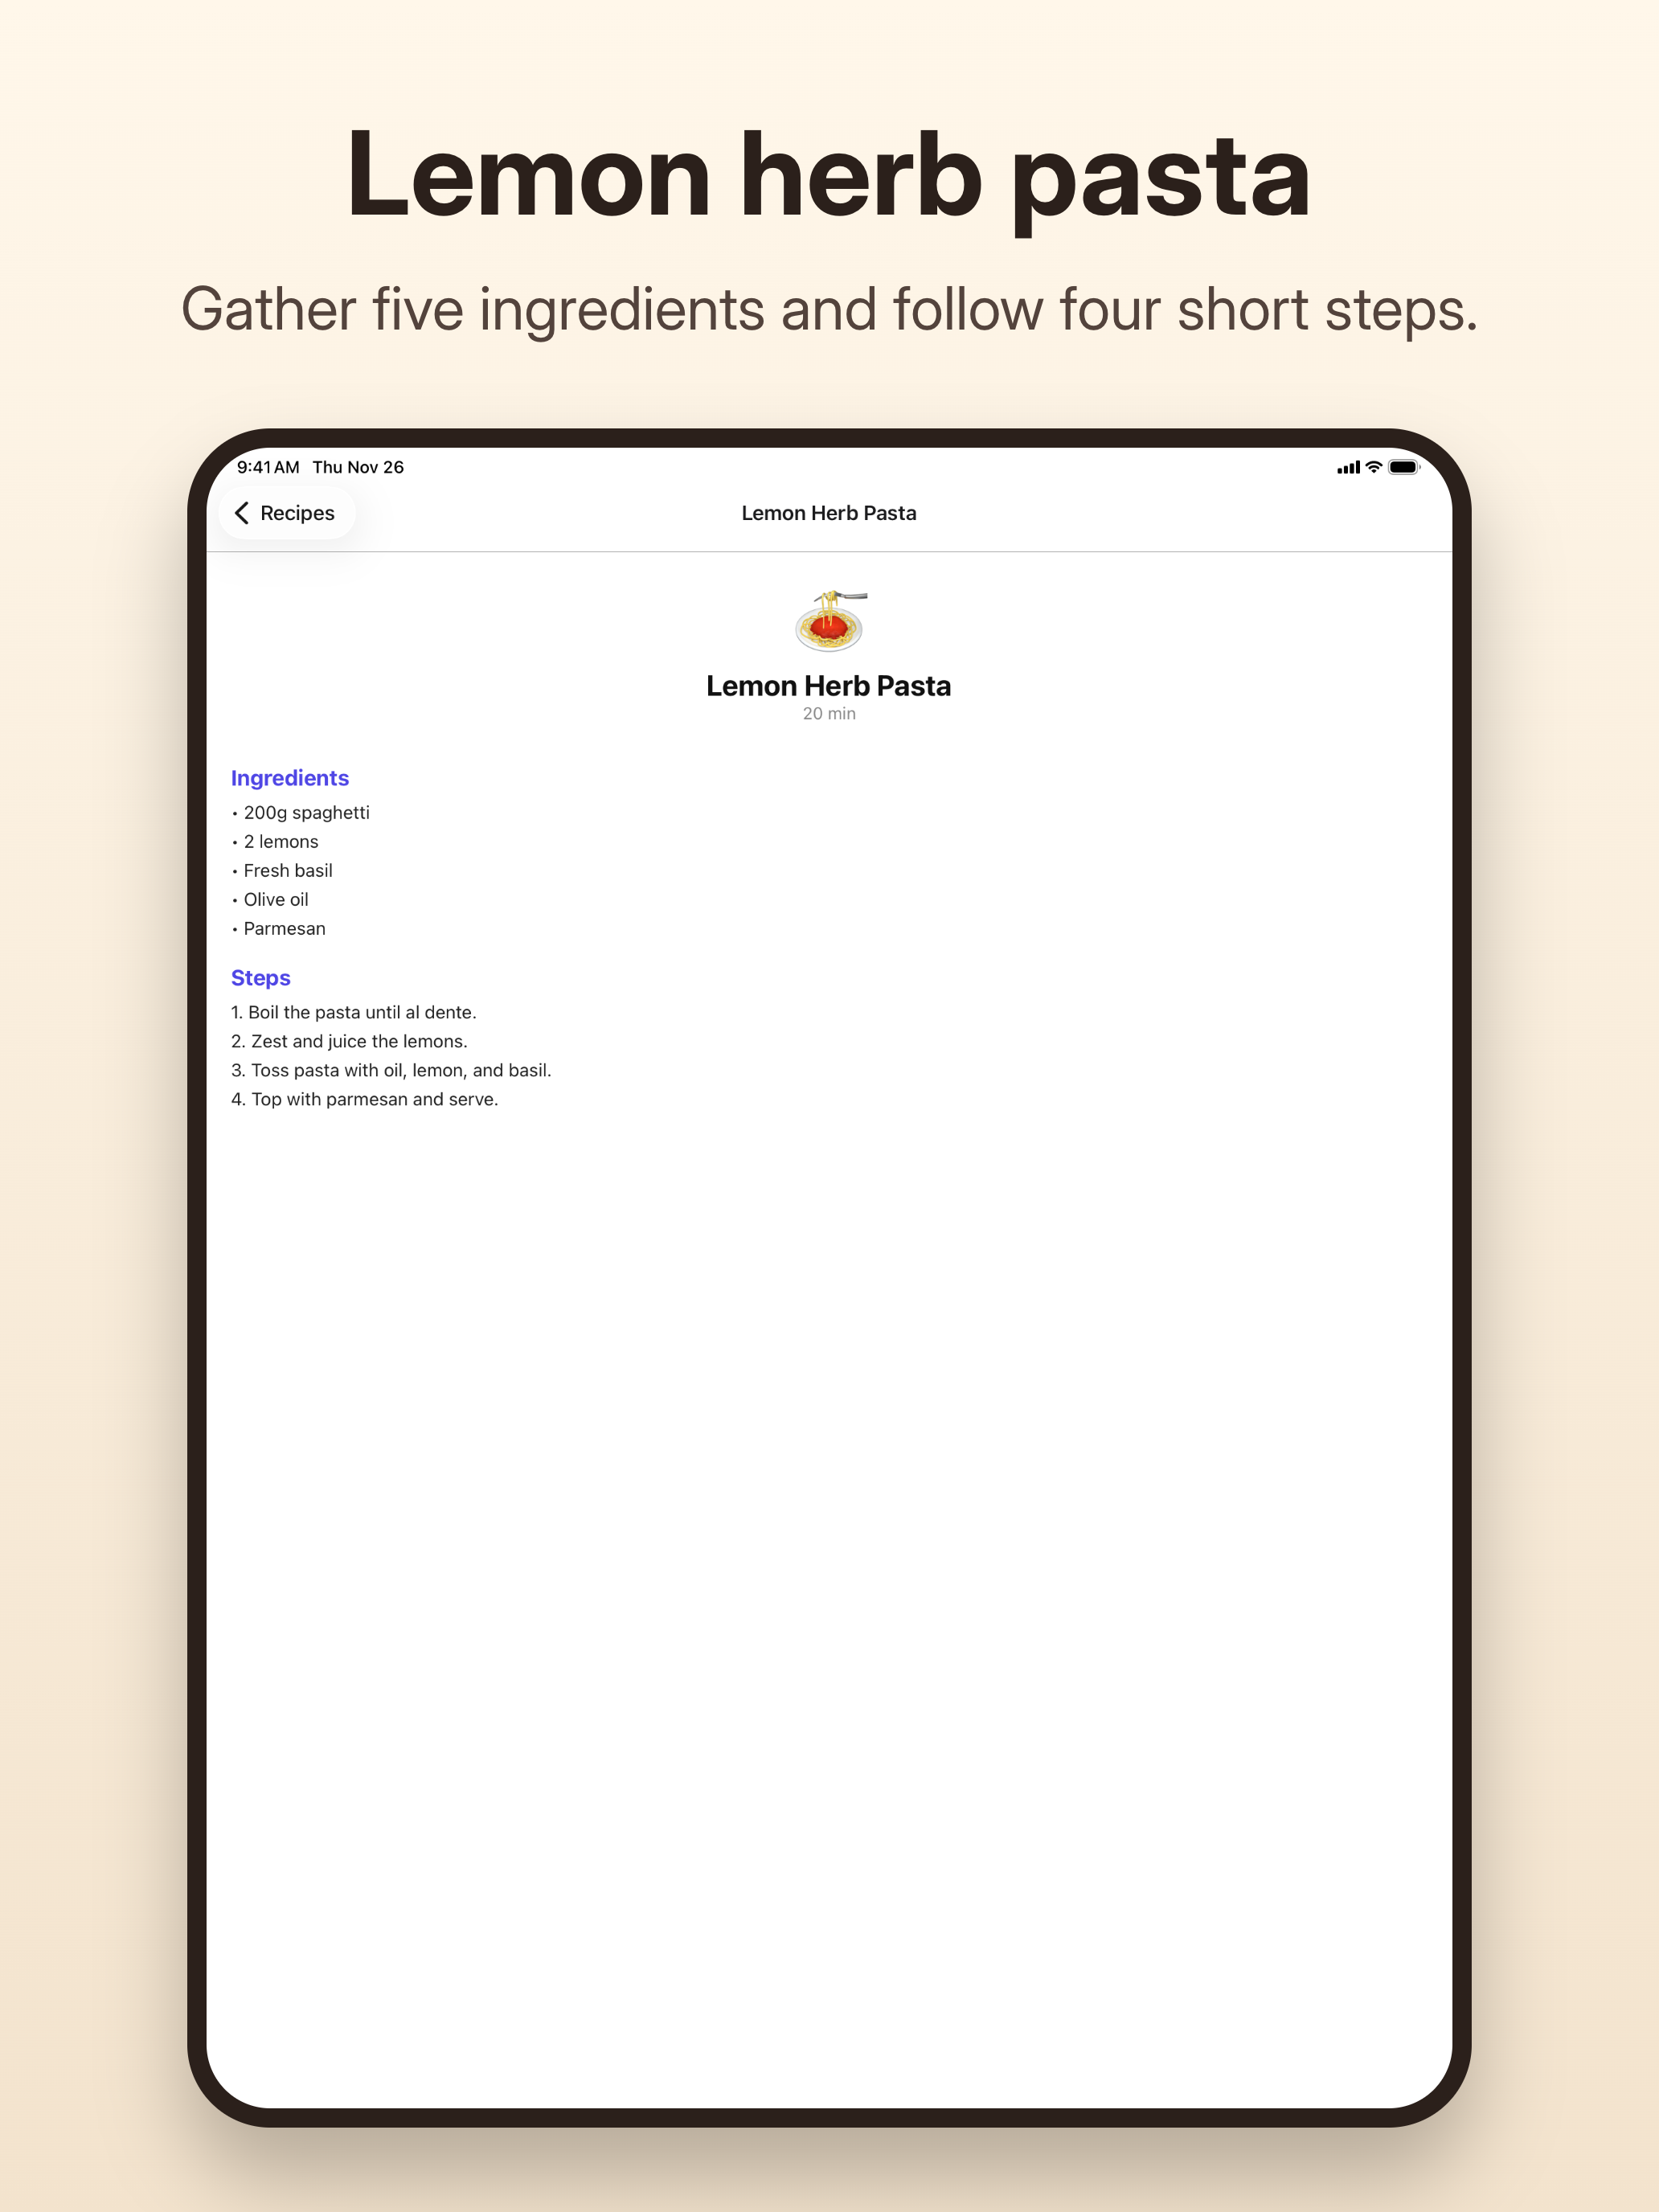 Lemon herb pasta
Gather five ingredients and follow four short steps.
9:41 AM Thu Nov 26
Recipes
Lemon Herb Pasta
Lemon Herb Pasta
20 min
Ingredients
• 200g spaghetti
• 2 lemons
• Fresh basil
• Olive oil
• Parmesan
Steps
1. Boil the pasta until al dente.
2. Zest and juice the lemons.
3. Toss pasta with oil, lemon, and basil.
4. Top with parmesan and serve.